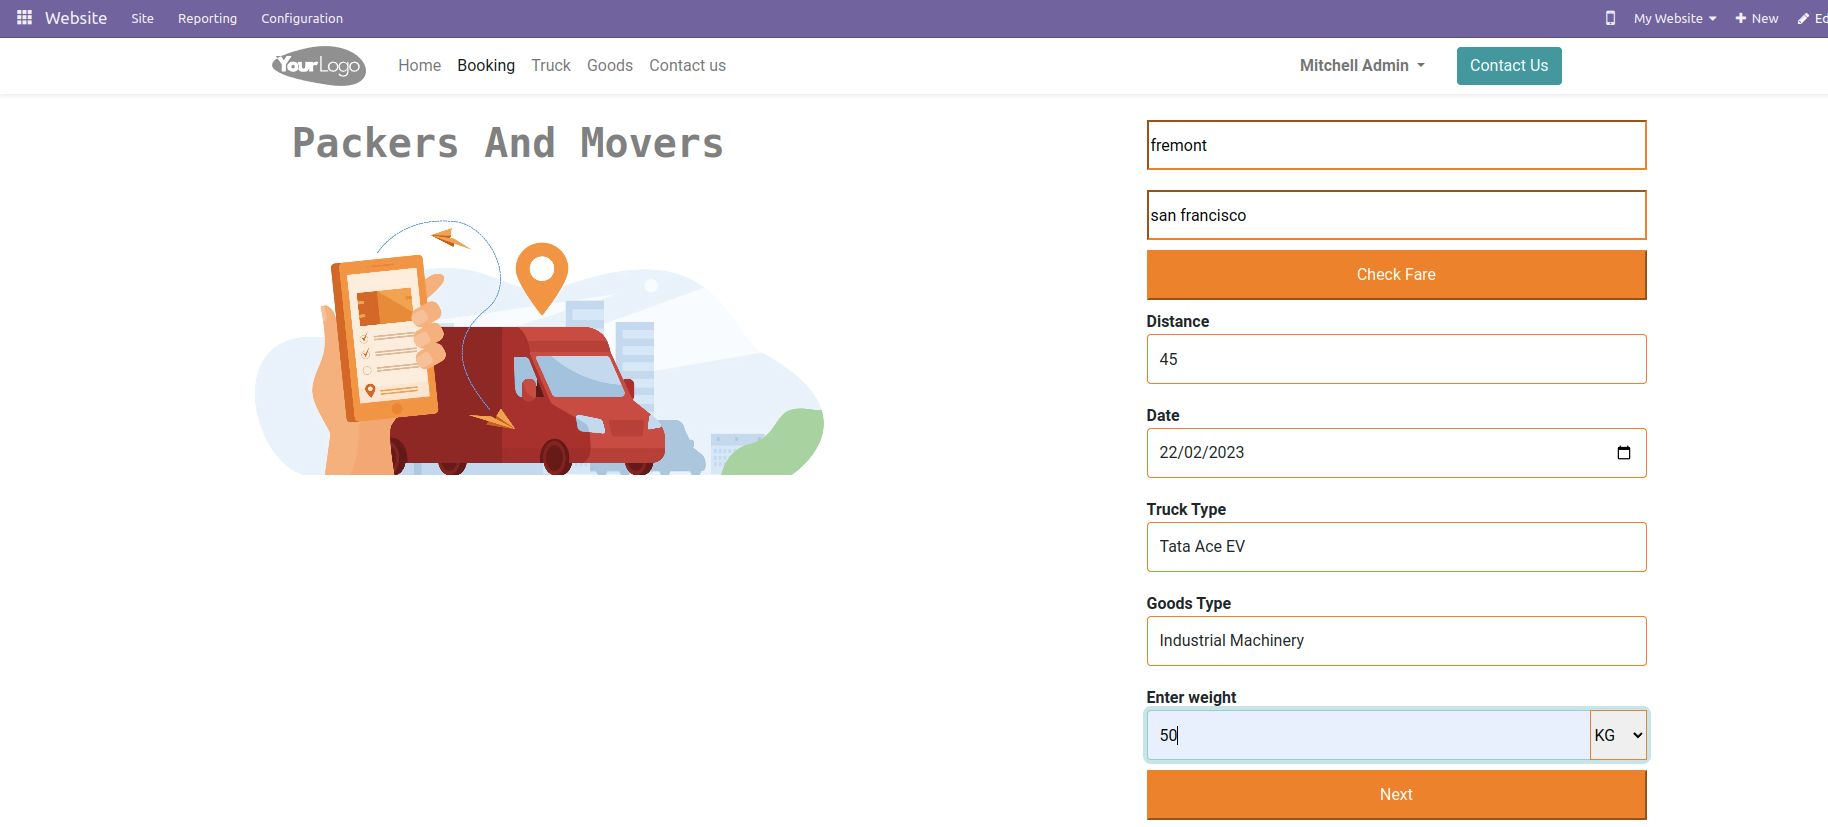 Website Site Reporting Configuration My Website New Ed
YourLogo Home Booking Truck Goods Contact us Mitchell Admin Contact Us
Packers And Movers
fremont
san francisco
Check Fare
Distance
45
Date
22/02/2023
Truck Type
Tata Ace EV
Goods Type
Industrial Machinery
Enter weight
50 KG
Next